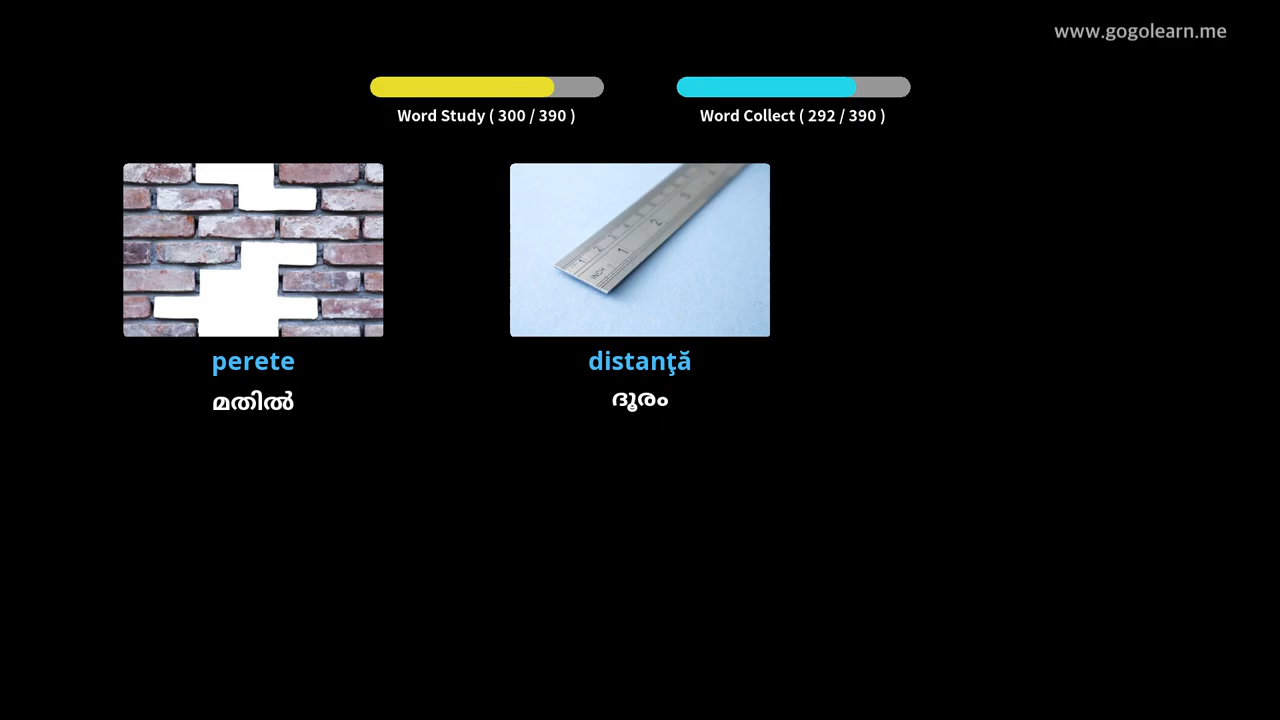 www.gogolearn.me
Word Study ( 300 / 390 )
Word Collect ( 292 / 390 )
perete
മതിൽ
distanţă
ദൂരം